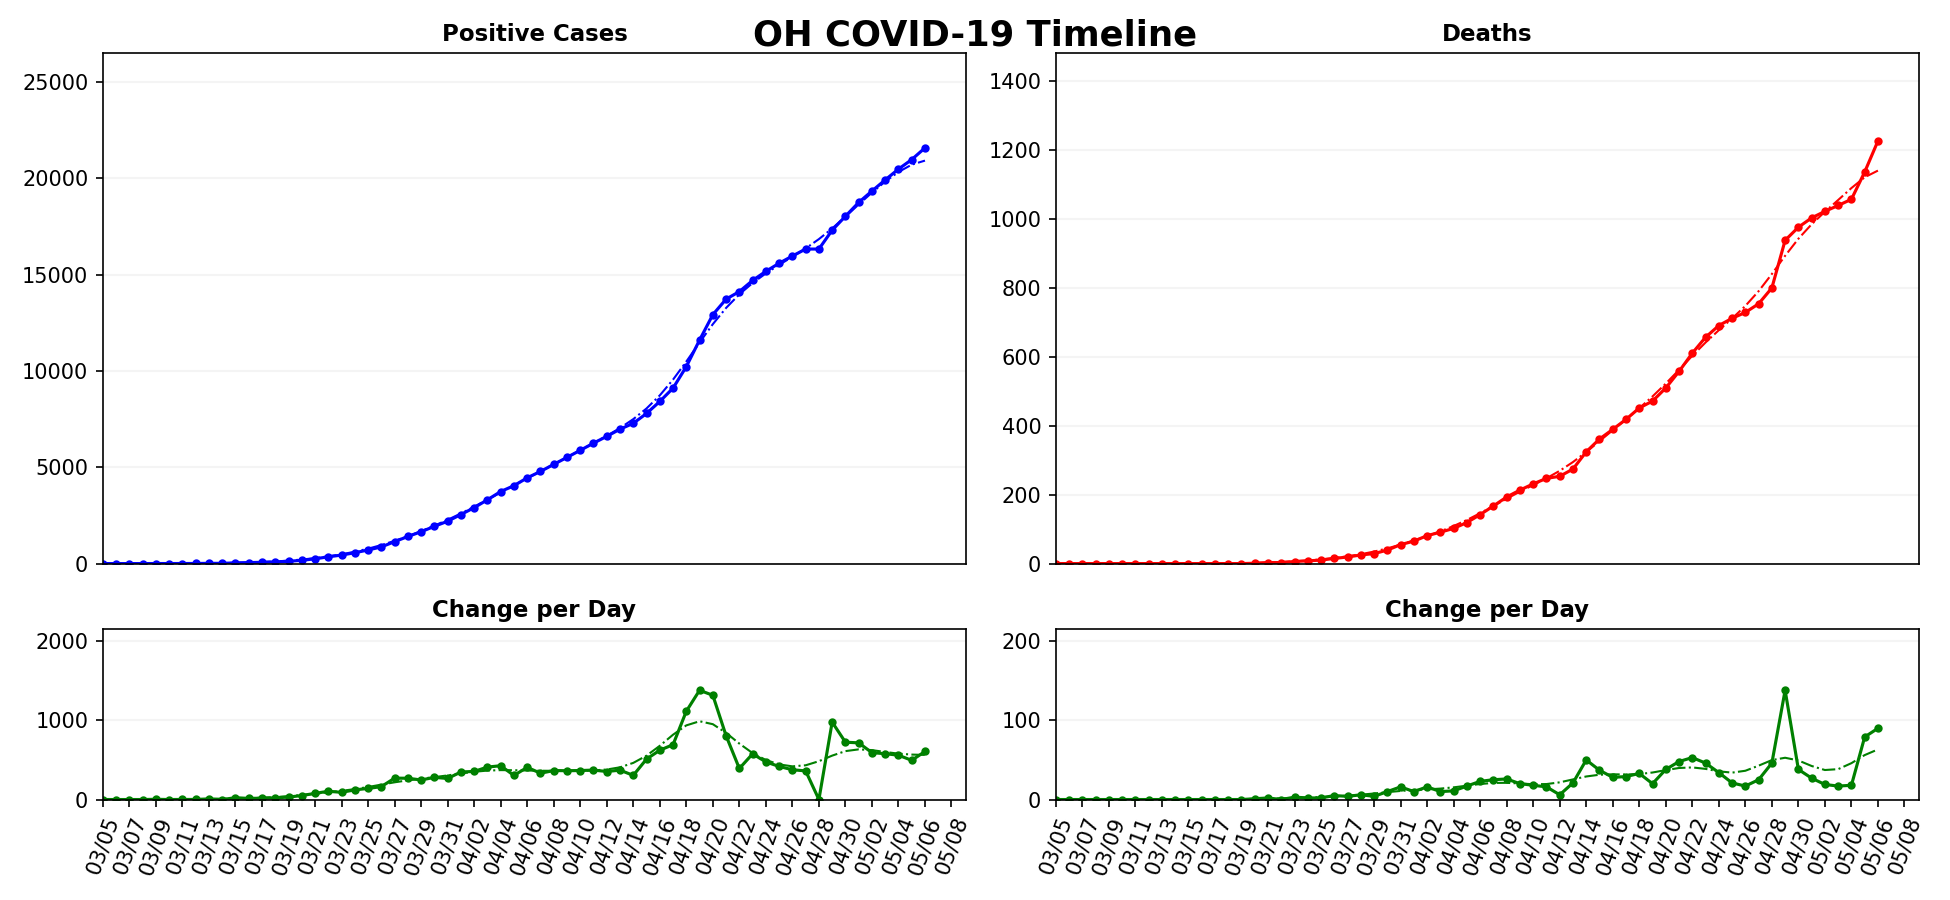 OH COVID-19 Timeline
Positive Cases
25000
20000
15000
10000
5000
0
Deaths
1400
1200
1000
800
600
400
200
0
Change per Day
2000
1000
0
03/05 03/07 03/09 03/11 03/13 03/15 03/17 03/19 03/21 03/23 03/25 03/27 03/29 03/31 04/02 04/04 04/06 04/08 04/10 04/12 04/14 04/16 04/18 04/20 04/22 04/24 04/26 04/28 04/30 05/02 05/04 05/06 05/08
Change per Day
200
100
0
03/05 03/07 03/09 03/11 03/13 03/15 03/17 03/19 03/21 03/23 03/25 03/27 03/29 03/31 04/02 04/04 04/06 04/08 04/10 04/12 04/14 04/16 04/18 04/20 04/22 04/24 04/26 04/28 04/30 05/02 05/04 05/06 05/08